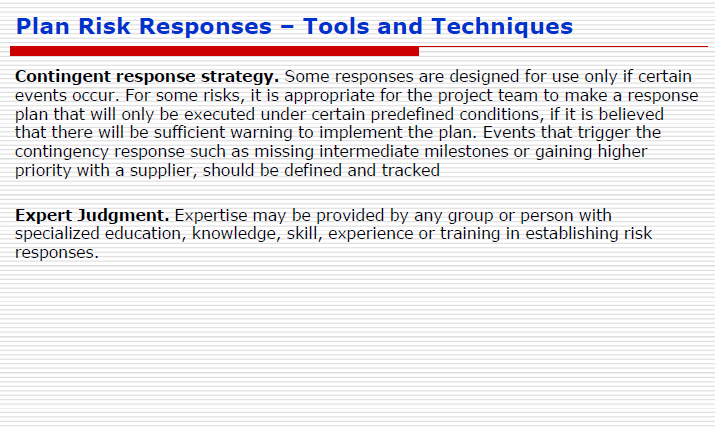 Plan Risk Responses – Tools and Techniques
Contingent response strategy. Some responses are designed for use only if certain
events occur. For some risks, it is appropriate for the project team to make a response
plan that will only be executed under certain predefined conditions, if it is believed
that there will be sufficient warning to implement the plan. Events that trigger the
contingency response such as missing intermediate milestones or gaining higher
priority with a supplier, should be defined and tracked
Expert Judgment. Expertise may be provided by any group or person with
specialized education, knowledge, skill, experience or training in establishing risk
responses.